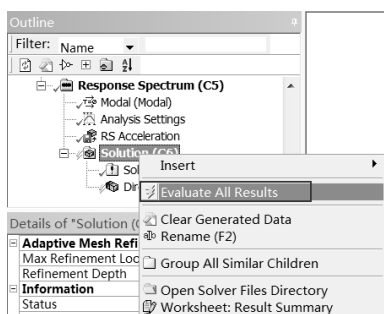 Outline
Filter: Name
Response Spectrum (C5)
Modal (Modal)
Analysis Settings
RS Acceleration
Solution (C6)
Sol
Dir
Insert
Evaluate All Results
Clear Generated Data
Rename (F2)
Group All Similar Children
Open Solver Files Directory
Worksheet: Result Summary
Details of "Solution (
Adaptive Mesh Refi
Max Refinement Loo
Refinement Depth
Information
Status